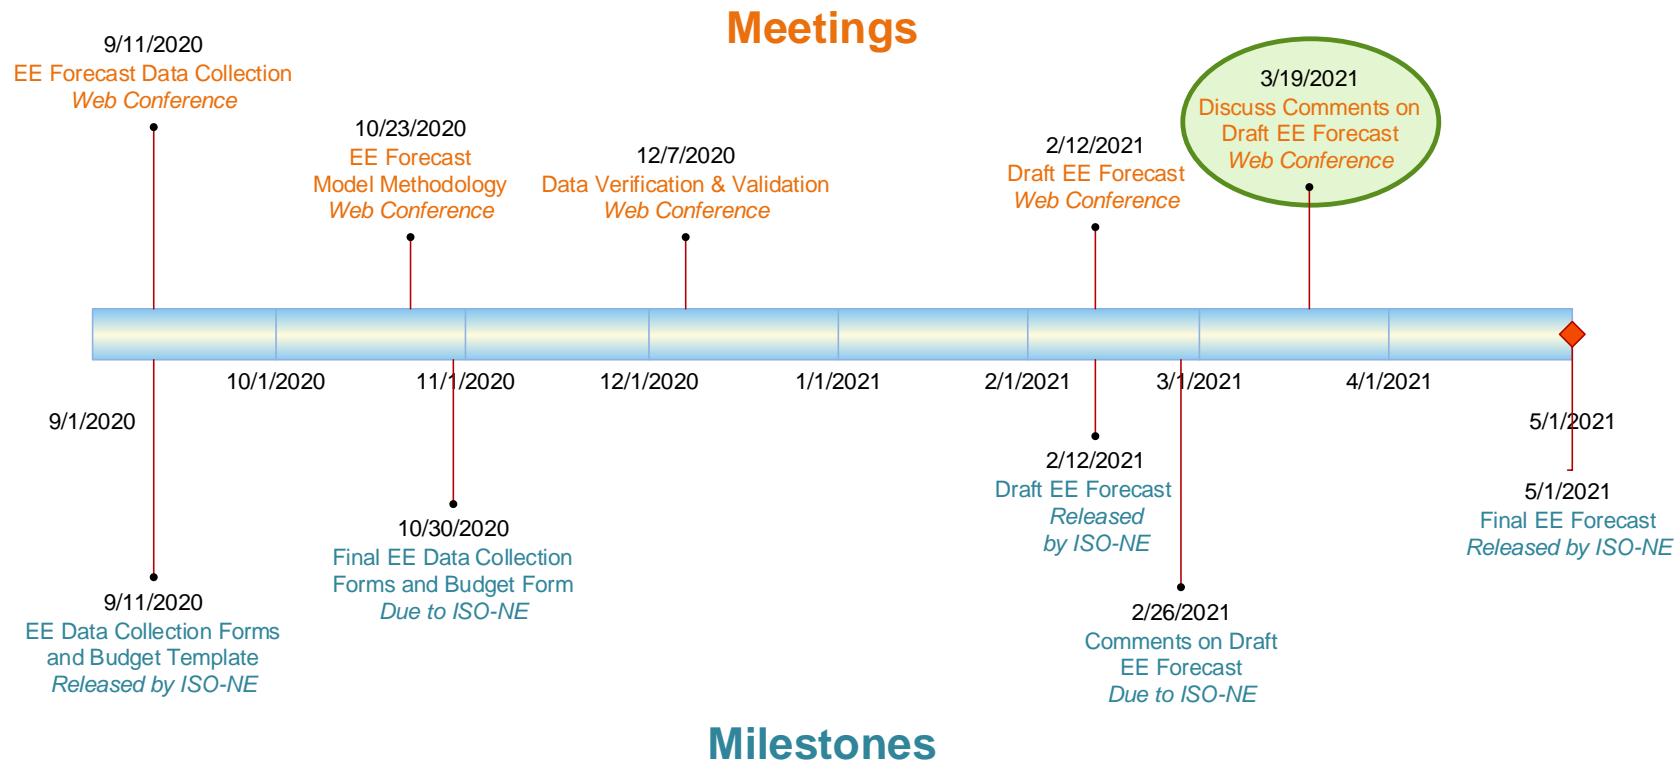 Meetings
9/11/2020
EE Forecast Data Collection
Web Conference
10/23/2020
EE Forecast
Model Methodology
Web Conference
12/7/2020
Data Verification & Validation
Web Conference
2/12/2021
Draft EE Forecast
Web Conference
3/19/2021
Discuss Comments on
Draft EE Forecast
Web Conference
9/1/2020
10/1/2020
11/1/2020
12/1/2020
1/1/2021
2/1/2021
3/1/2021
4/1/2021
5/1/2021
9/11/2020
EE Data Collection Forms
and Budget Template
Released by ISO-NE
10/30/2020
Final EE Data Collection
Forms and Budget Form
Due to ISO-NE
2/12/2021
Draft EE Forecast
Released
by ISO-NE
2/26/2021
Comments on Draft
EE Forecast
Due to ISO-NE
5/1/2021
Final EE Forecast
Released by ISO-NE
Milestones